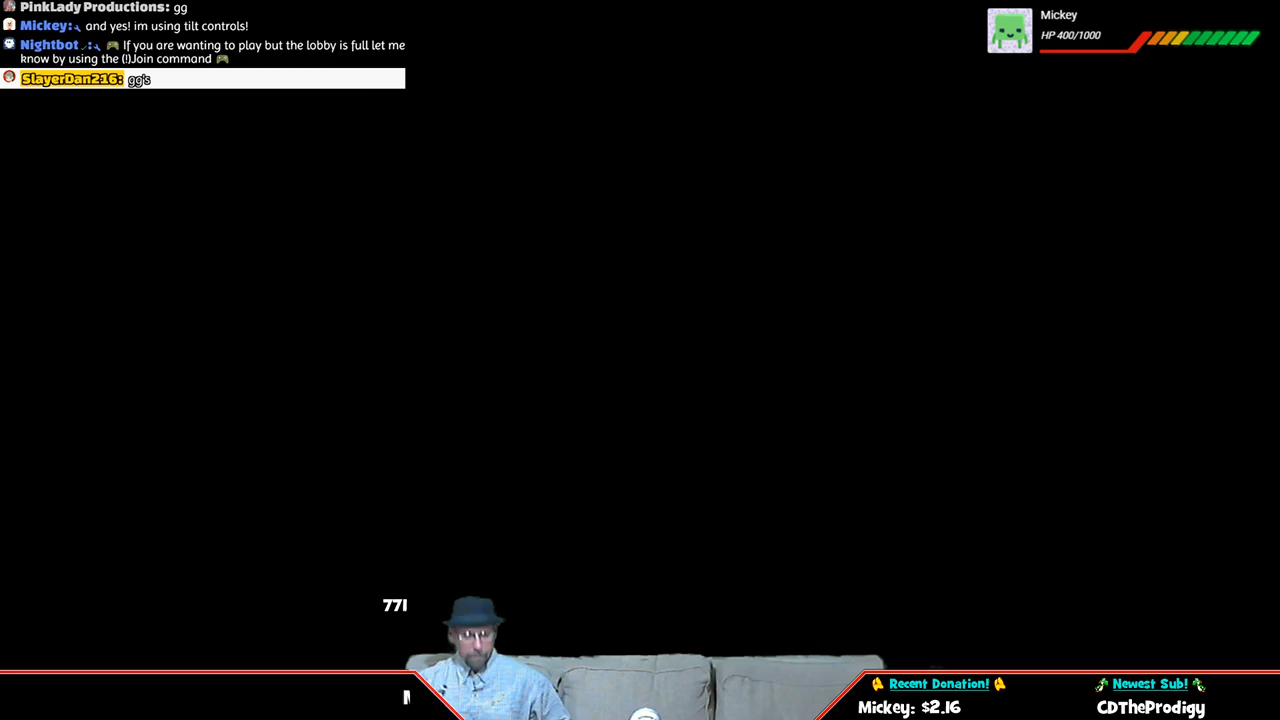 PinkLady Productions: gg
Mickey: and yes! im using tilt controls!
Nightbot : If you are wanting to play but the lobby is full let me
know by using the (!)Join command
SlayerDan216: gg's
Mickey
HP 400/1000
771
Recent Donation!
Newest Sub!
Mickey: $2.16
CDTheProdigy